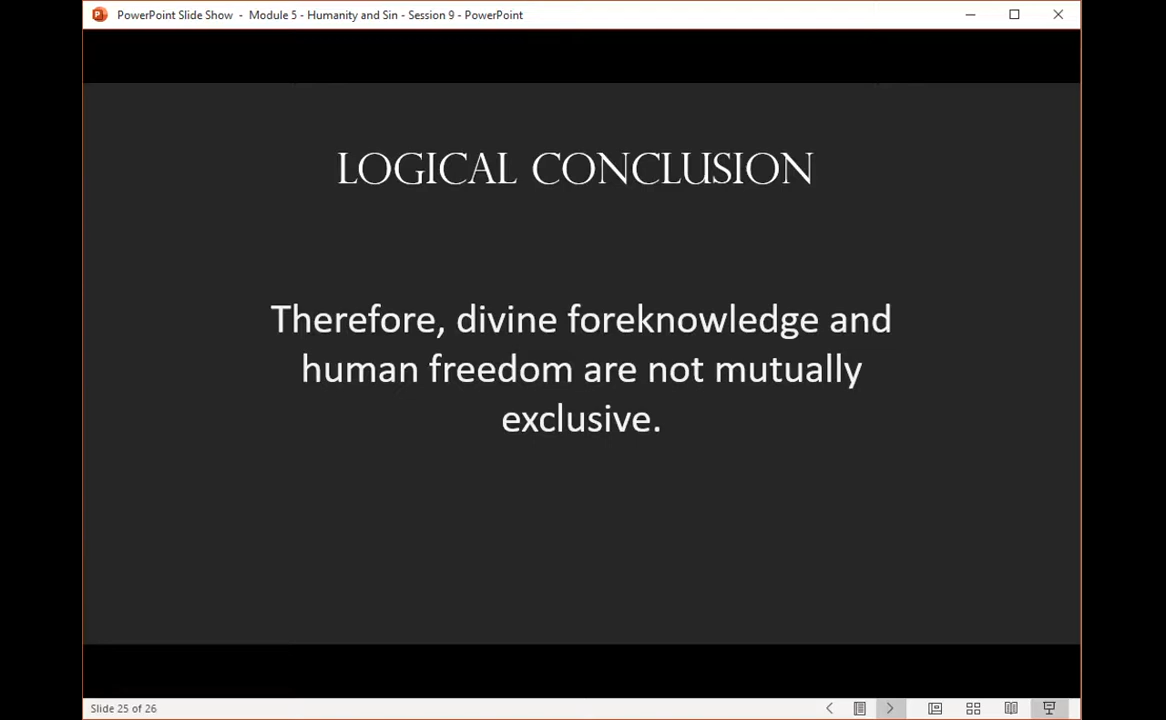 PowerPoint Slide Show - Module 5 - Humanity and Sin - Session 9 - PowerPoint
LOGICAL CONCLUSION
Therefore, divine foreknowledge and
human freedom are not mutually
exclusive.
Slide 25 of 26